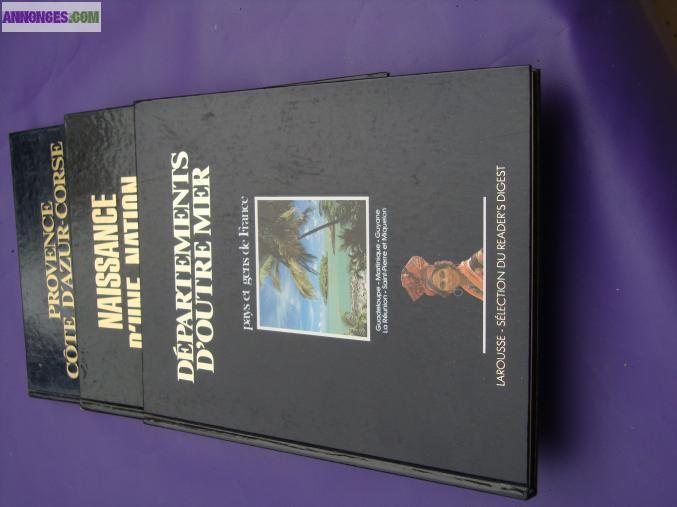 ANNONCES.COM
PROVENCE
CÔTE D'AZUR·CORSE
NAISSANCE
D'UNE NATION
DÉPARTEMENTS
D'OUTRE MER
pays et gens de France
Guadeloupe - Martinique - Guyane
La Réunion - Saint-Pierre et Miquelon
LAROUSSE - SÉLECTION DU READER'S DIGEST